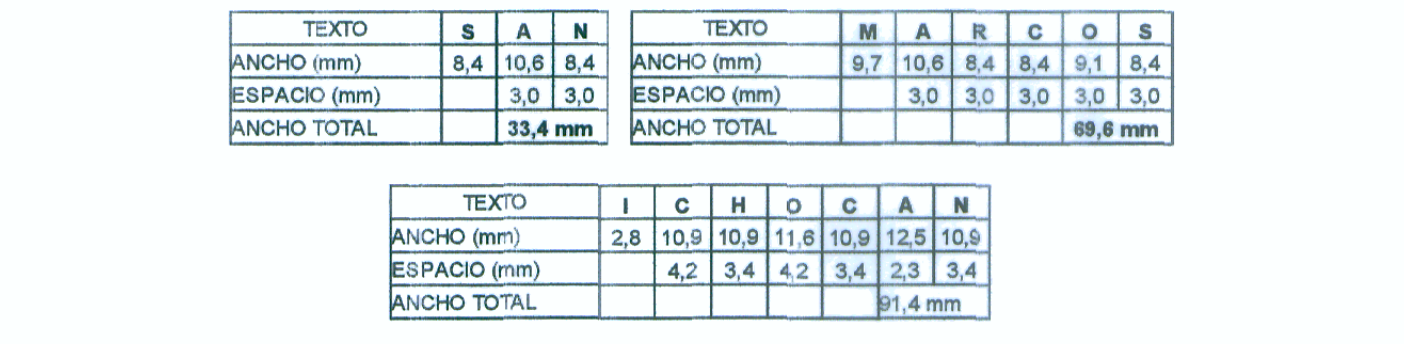 TEXTO S A N
ANCHO (mm) 8,4 10,6 8,4
ESPACIO (mm) 3,0 3,0
ANCHO TOTAL 33,4 mm
TEXTO M A R C O S
ANCHO (mm) 9,7 10,6 8,4 8,4 9,1 8,4
ESPACIO (mm) 3,0 3,0 3,0 3,0 3,0
ANCHO TOTAL 69,6 mm
TEXTO I C H O C A N
ANCHO (mm) 2,8 10,9 10,9 11,6 10,9 12,5 10,9
ESPACIO (mm) 4,2 3,4 4,2 3,4 2,3 3,4
ANCHO TOTAL 91,4 mm